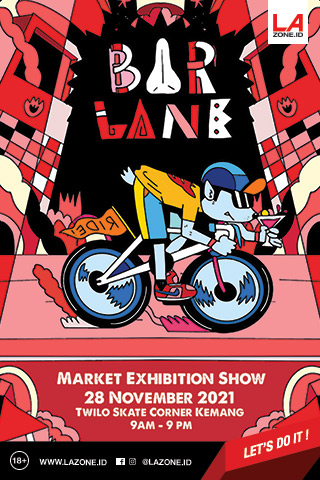 LA
ZONE.ID
BAR
LANE
RIDE
MARKET EXHIBITION SHOW
28 NOVEMBER 2021
TWILO SKATE CORNER KEMANG
9AM - 9 PM
LET'S DO IT !
18+ WWW.LAZONE.ID @LAZONE.ID